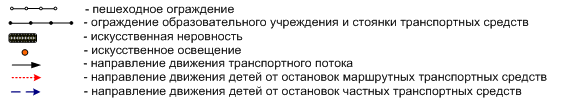 - пешеходное ограждение
- ограждение образовательного учреждения и стоянки транспортных средств
- искусственная неровность
- искусственное освещение
- направление движения транспортного потока
- направление движения детей от остановок маршрутных транспортных средств
- направление движения детей от остановок частных транспортных средств